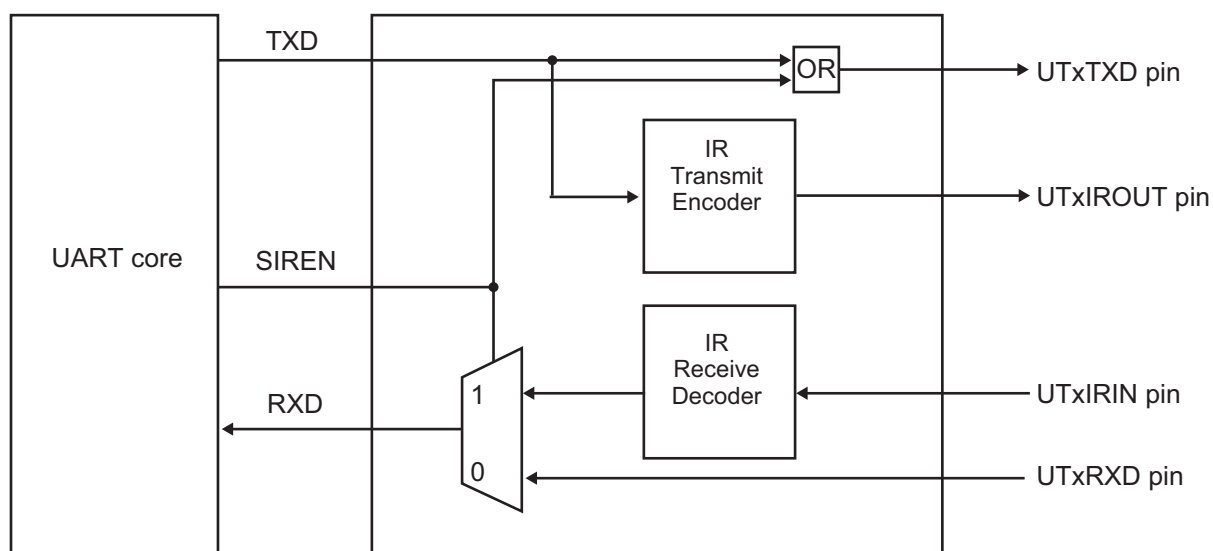 TXD
OR
UTxTXD pin
IR
Transmit
Encoder
UTxIROUT pin
UART core
SIREN
IR
Receive
Decoder
1
RXD
UTxIRIN pin
0
UTxRXD pin